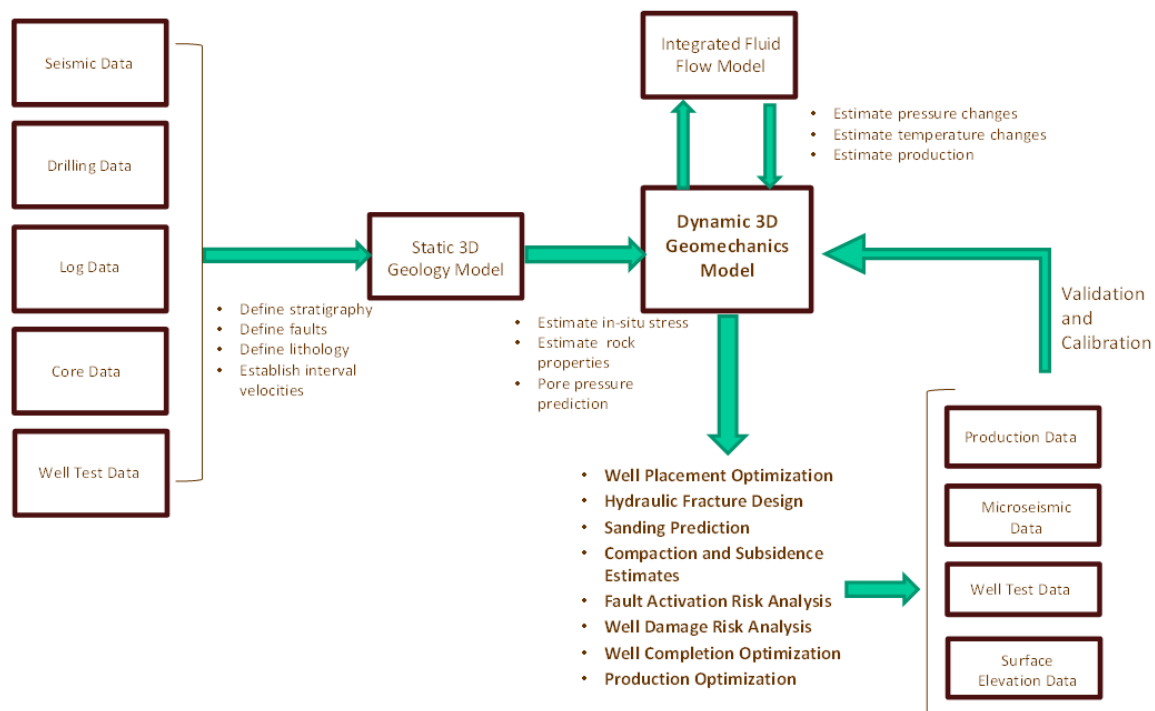 Seismic Data
Drilling Data
Log Data
Core Data
Well Test Data
• Define stratigraphy
• Define faults
• Define lithology
• Establish interval
velocities
Static 3D
Geology Model
• Estimate in-situ stress
• Estimate rock
properties
• Pore pressure
prediction
Integrated Fluid
Flow Model
• Estimate pressure changes
• Estimate temperature changes
• Estimate production
Dynamic 3D
Geomechanics
Model
• Well Placement Optimization
• Hydraulic Fracture Design
• Sanding Prediction
• Compaction and Subsidence
Estimates
• Fault Activation Risk Analysis
• Well Damage Risk Analysis
• Well Completion Optimization
• Production Optimization
Validation
and
Calibration
Production Data
Microseismic
Data
Well Test Data
Surface
Elevation Data